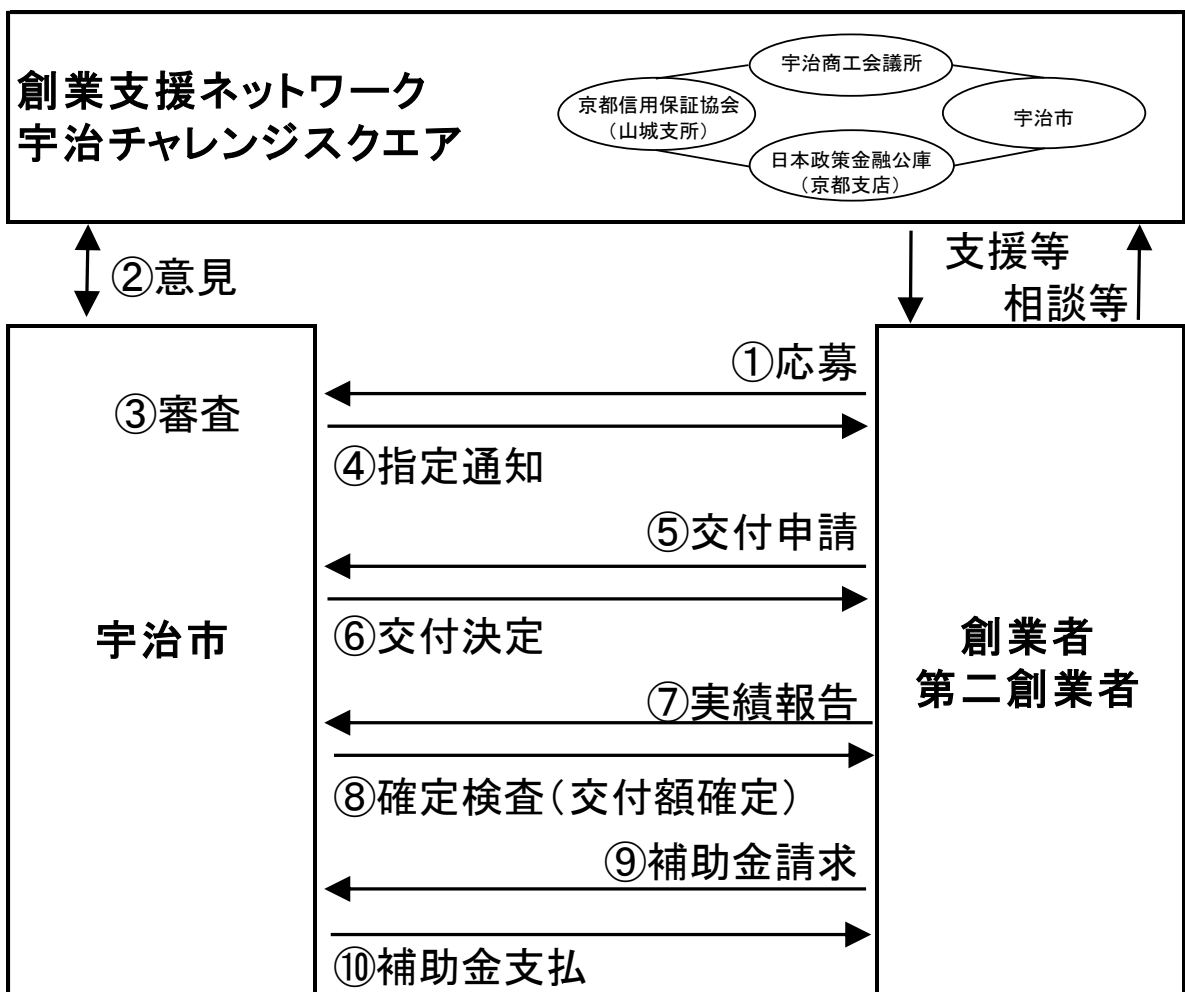 創業支援ネットワーク
宇治チャレンジスクエア
宇治商工会議所
京都信用保証協会
（山城支所）
宇治市
日本政策金融公庫
（京都支店）
②意見
支援等
相談等
①応募
③審査
④指定通知
⑤交付申請
宇治市
⑥交付決定
創業者
第二創業者
⑦実績報告
⑧確定検査（交付額確定）
⑨補助金請求
⑩補助金支払